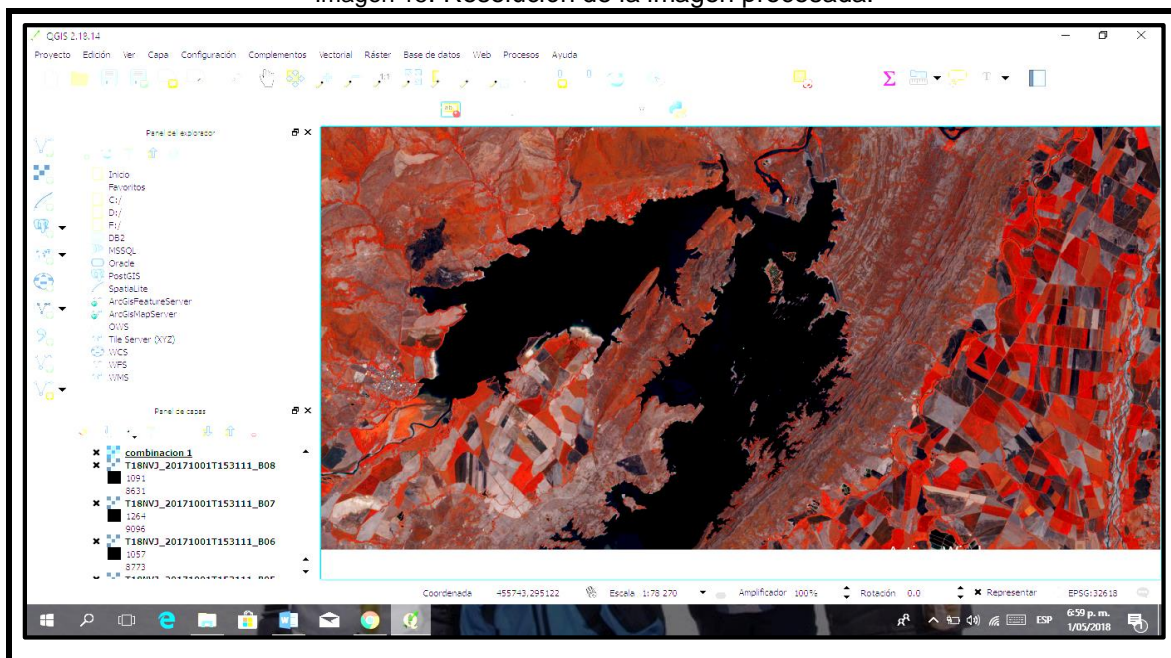 Imagen 10. Resolución de la imagen procesada.
QGIS 2.18.14
Proyecto Edición Ver Capa Configuración Complementos Vectorial Ráster Base de datos Web Procesos Ayuda
Panel del explorador
Inicio
Favoritos
C:/
D:/
F:/
DB2
MSSQL
Oracle
PostGIS
SpatiaLite
ArcGisFeatureServer
ArcGisMapServer
OWS
Tile Server (XYZ)
WCS
WFS
WMS
Panel de capas
combinacion 1
T18NVJ_20171001T153111_B08
1091
8631
T18NVJ_20171001T153111_B07
1264
9096
T18NVJ_20171001T153111_B06
1057
8773
Coordenada 455743,295122 Escala 1:78 270 Amplificador 100% Rotación 0.0 Representar EPSG:32618
ESP
6:59 p. m.
1/05/2018